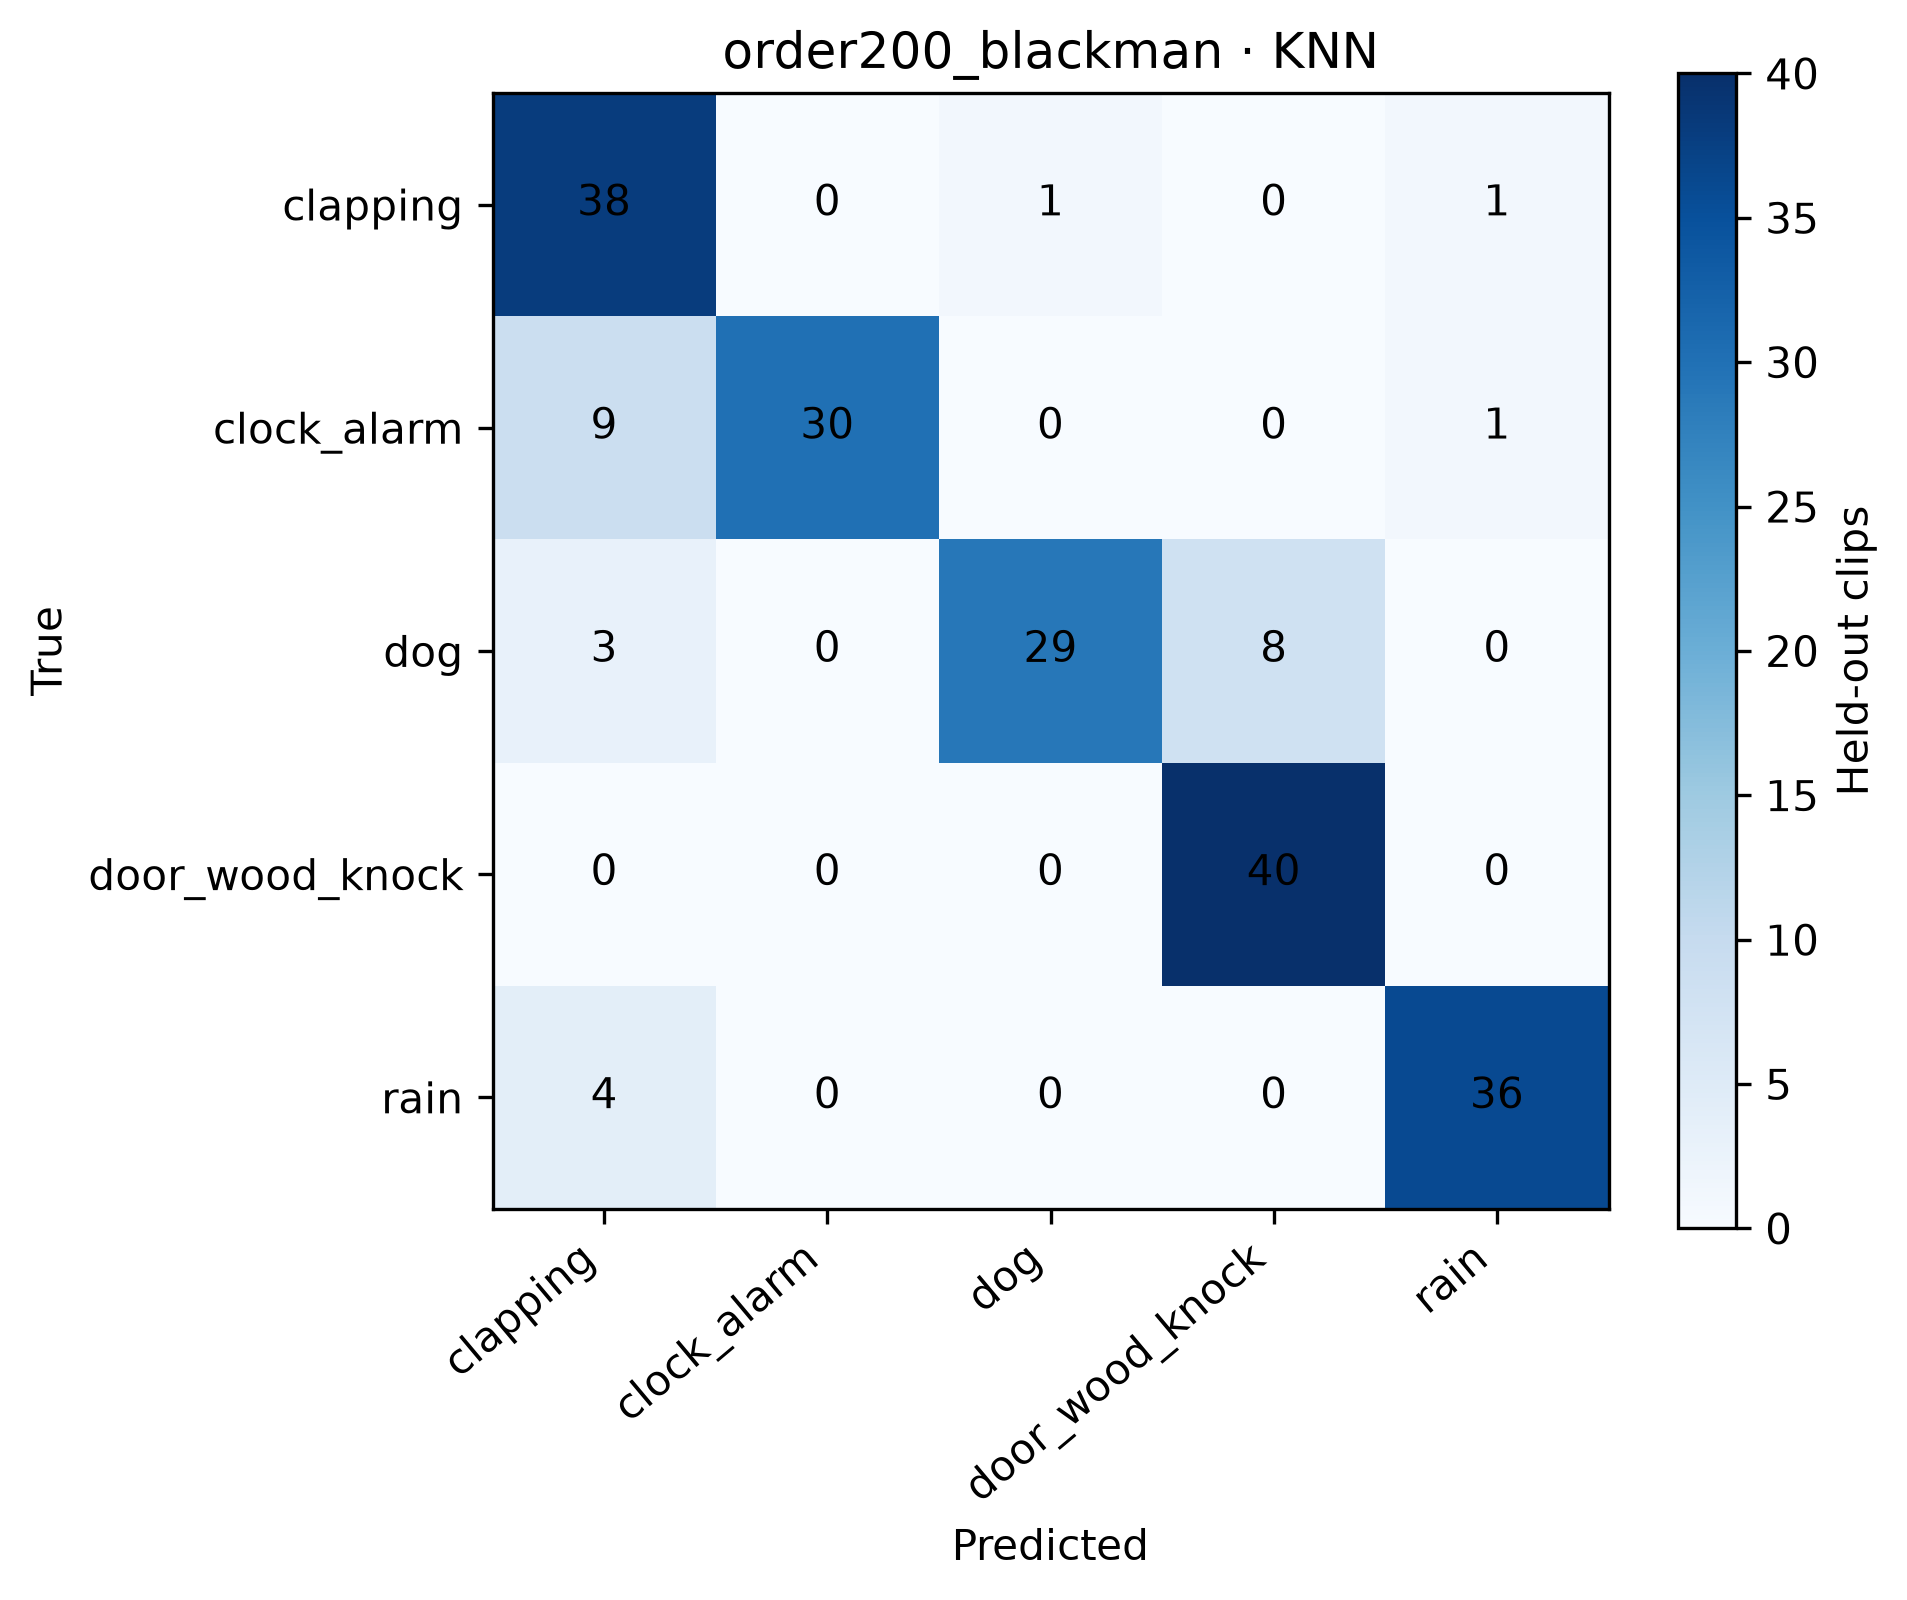 order200_blackman · KNN
clapping 38 0 1 0 1
clock_alarm 9 30 0 0 1
dog 3 0 29 8 0
door_wood_knock 0 0 0 40 0
rain 4 0 0 0 36
True
clapping
clock_alarm
dog
door_wood_knock
rain
Predicted
40
35
30
25
20
15
10
5
0
Held-out clips